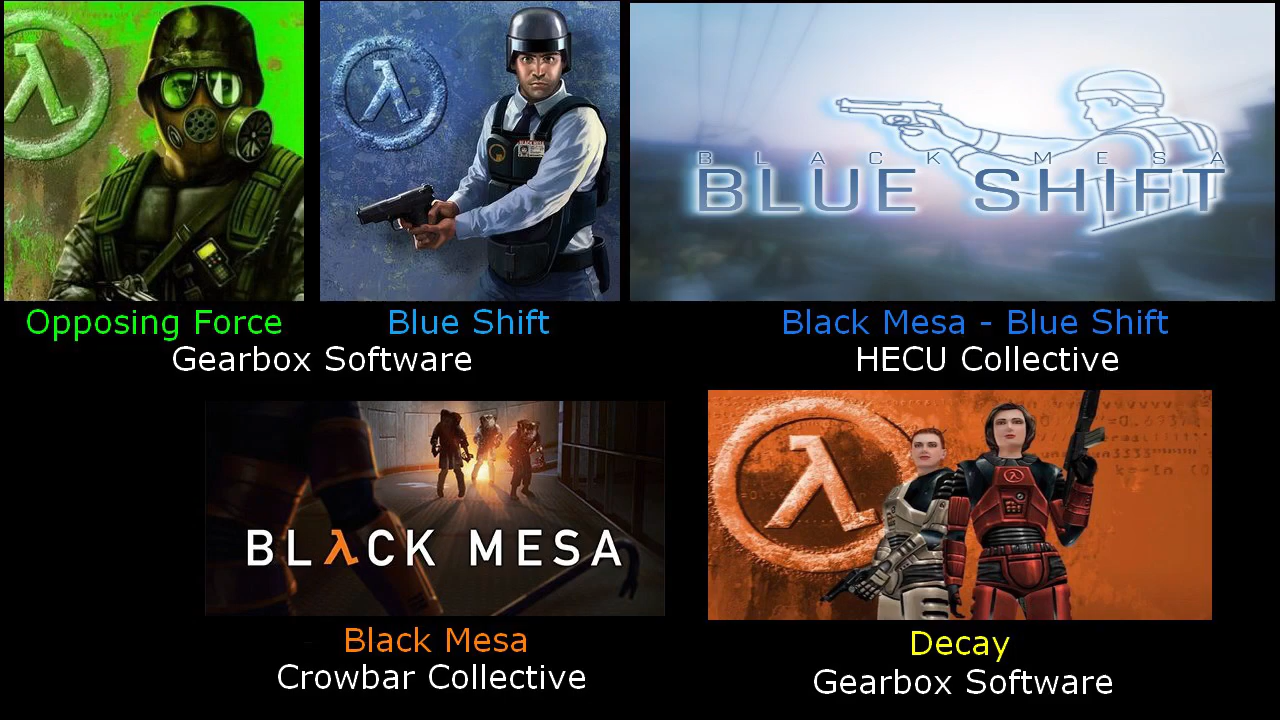 BLACK MESA
BLUE SHIFT
Opposing Force
Blue Shift
Gearbox Software
Black Mesa - Blue Shift
HECU Collective
BLλCK MESA
Black Mesa
Crowbar Collective
Decay
Gearbox Software